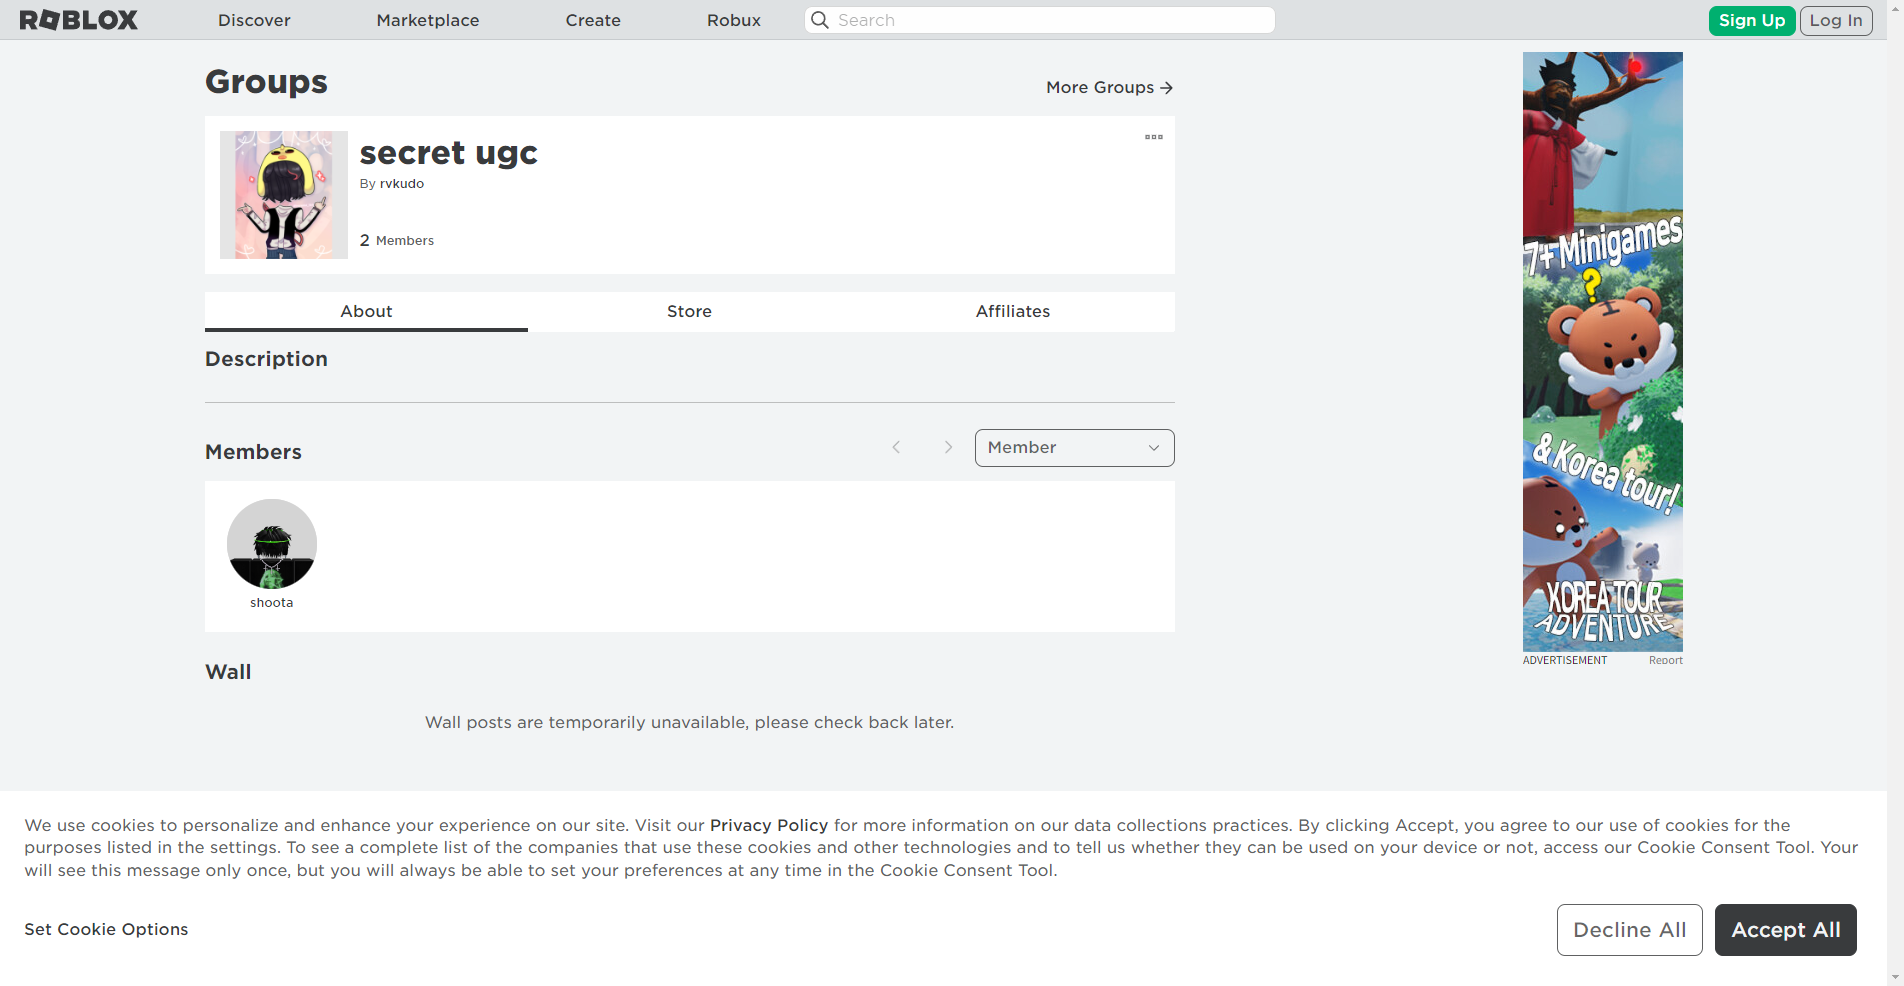 ROBLOX
Discover
Marketplace
Create
Robux
Search
Sign Up
Log In
Groups
More Groups →
secret ugc
By rvkudo
2 Members
About
Store
Affiliates
Description
Members
Member
shoota
Wall
Wall posts are temporarily unavailable, please check back later.
7+ Minigames
?
& Korea tour!
KOREA TOUR
ADVENTURE
ADVERTISEMENT
Report
We use cookies to personalize and enhance your experience on our site. Visit our Privacy Policy for more information on our data collections practices. By clicking Accept, you agree to our use of cookies for the
purposes listed in the settings. To see a complete list of the companies that use these cookies and other technologies and to tell us whether they can be used on your device or not, access our Cookie Consent Tool. Your
will see this message only once, but you will always be able to set your preferences at any time in the Cookie Consent Tool.
Set Cookie Options
Decline All
Accept All